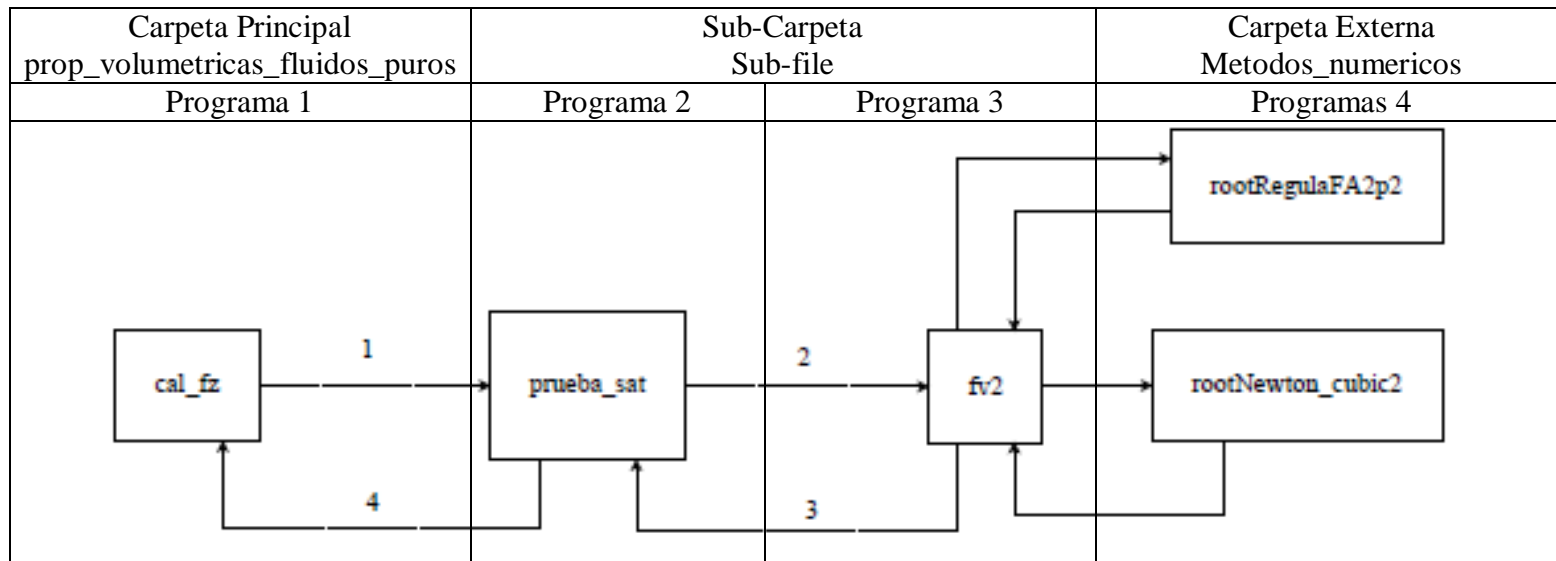 Carpeta Principal
prop_volumetricas_fluidos_puros
Sub-Carpeta
Sub-file
Carpeta Externa
Metodos_numericos
Programa 1
Programa 2
Programa 3
Programas 4
rootRegulaFA2p2
1
2
cal_fz
prueba_sat
fv2
rootNewton_cubic2
4
3